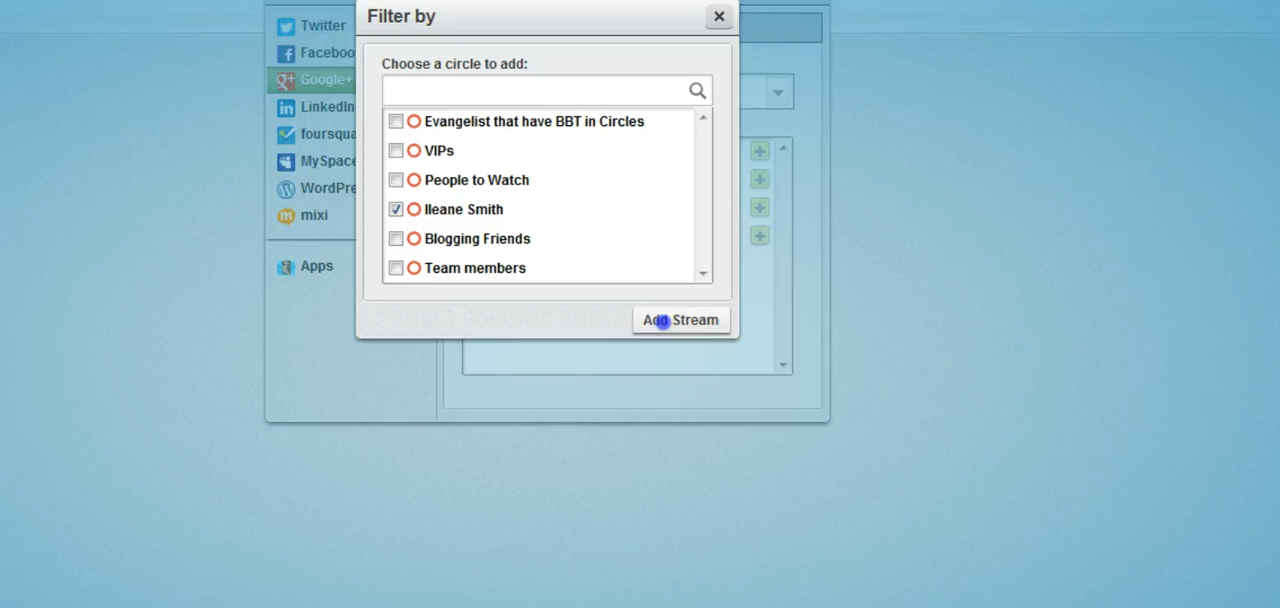 Filter by
Choose a circle to add:
Evangelist that have BBT in Circles
VIPs
People to Watch
Ileane Smith
Blogging Friends
Team members
Add Stream
Twitter
Faceboo
Google+
LinkedIn
foursqua
MySpace
WordPre
mixi
Apps